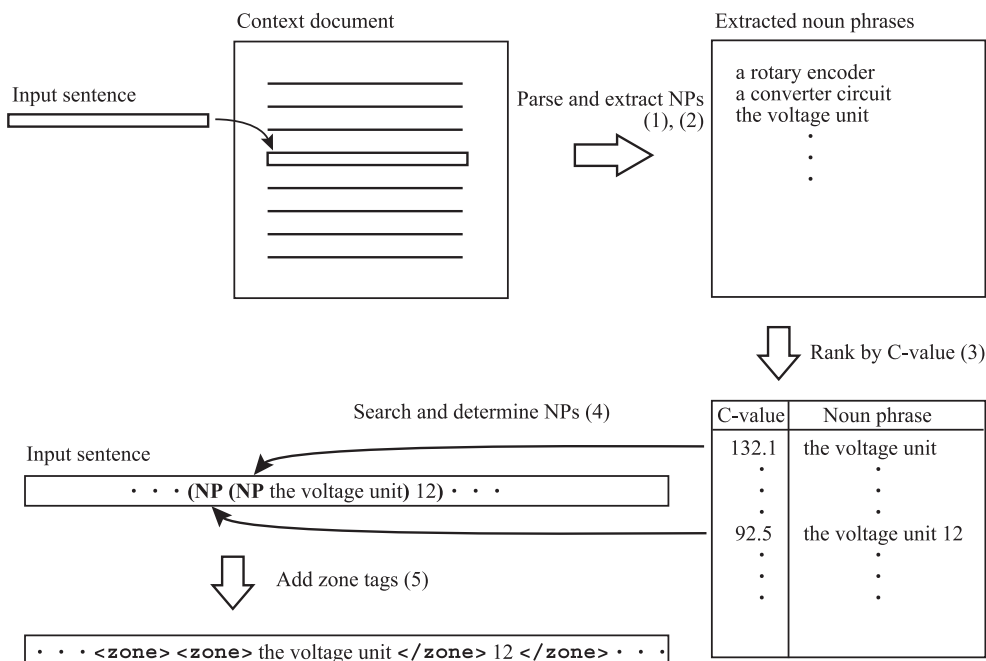 Context document
Extracted noun phrases
a rotary encoder
a converter circuit
the voltage unit
·
·
·
Input sentence
Parse and extract NPs
(1), (2)
Rank by C-value (3)
Search and determine NPs (4)
C-value Noun phrase
132.1 the voltage unit
· ·
· ·
· ·
92.5 the voltage unit 12
· ·
· ·
· ·
Input sentence
· · · (NP (NP the voltage unit) 12) · · ·
Add zone tags (5)
· · · <zone> <zone> the voltage unit </zone> 12 </zone> · · ·